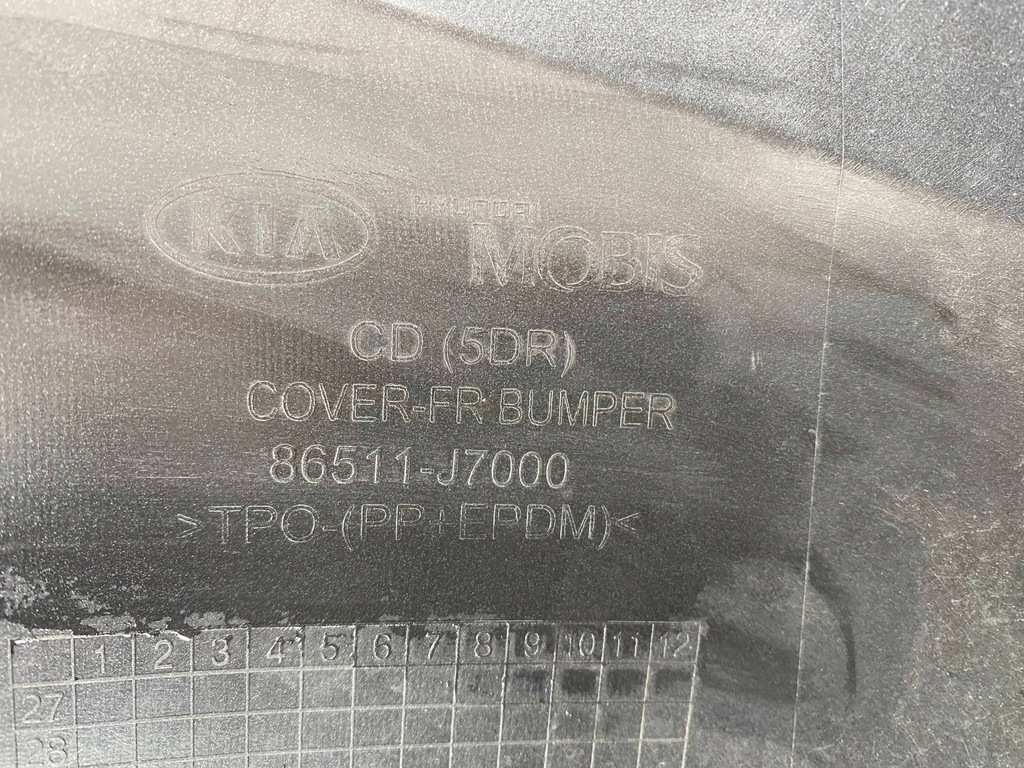 KIA
HYUNDAI
MOBIS
CD (5DR)
COVER-FR BUMPER
86511-J7000
>TPO-(PP+EPDM)<
1 2 3 4 5 6 7 8 9 10 11 12
27
28